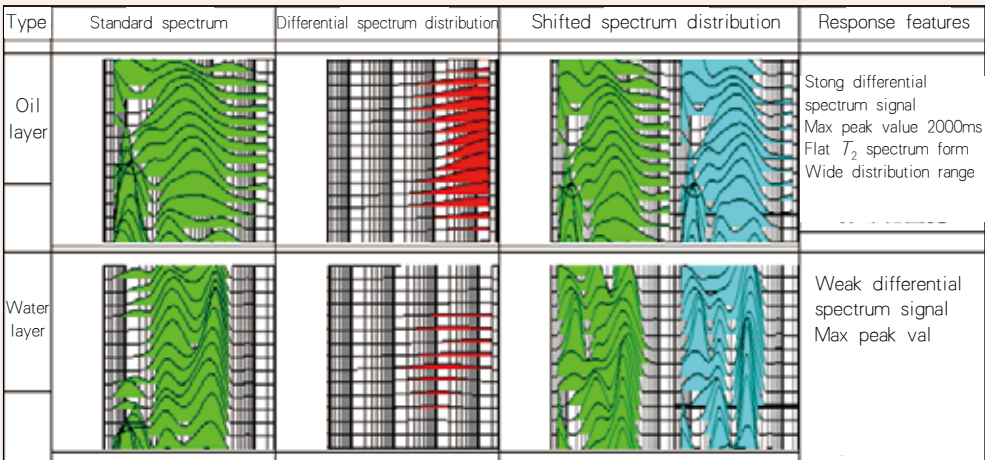 Type Standard spectrum Differential spectrum distribution Shifted spectrum distribution Response features
Oil
layer
Stong differential
spectrum signal
Max peak value 2000ms
Flat T₂ spectrum form
Wide distribution range
Water
layer
Weak differential
spectrum signal
Max peak val